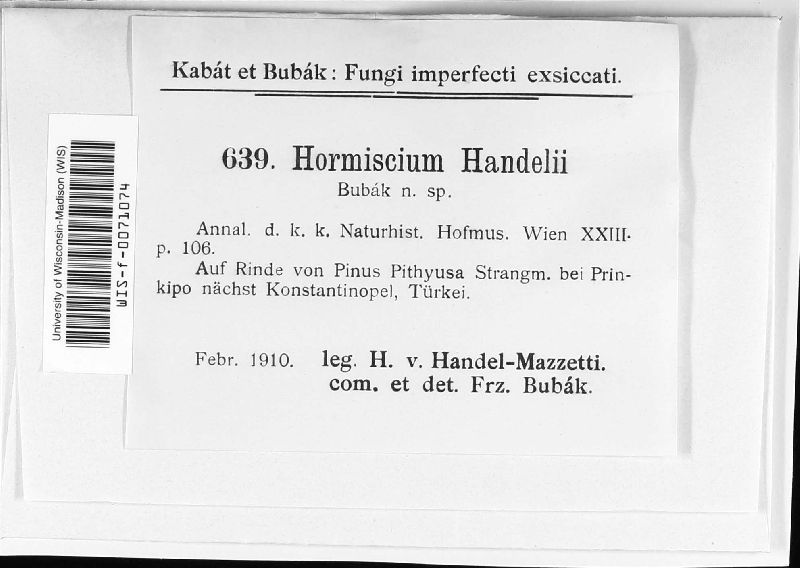 Kabát et Bubák: Fungi imperfecti exsiccati.
639. Hormiscium Handelii
Bubák n. sp.
Annal. d. k. k. Naturhist. Hofmus. Wien XXIII.
p. 106.
Auf Rinde von Pinus Pithyusa Strangm. bei Prin-
kipo nächst Konstantinopel, Türkei.
Febr. 1910. leg. H. v. Handel-Mazzetti.
com. et det. Frz. Bubák.
University of Wisconsin-Madison (WIS)
WIS-f-0071074